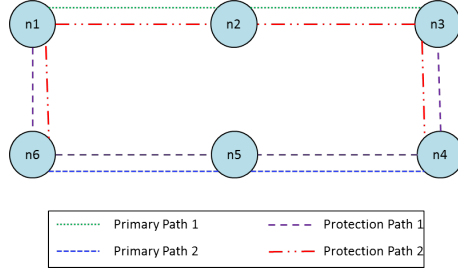 n1 n2 n3
n6 n5 n4
Primary Path 1 Protection Path 1
Primary Path 2 Protection Path 2